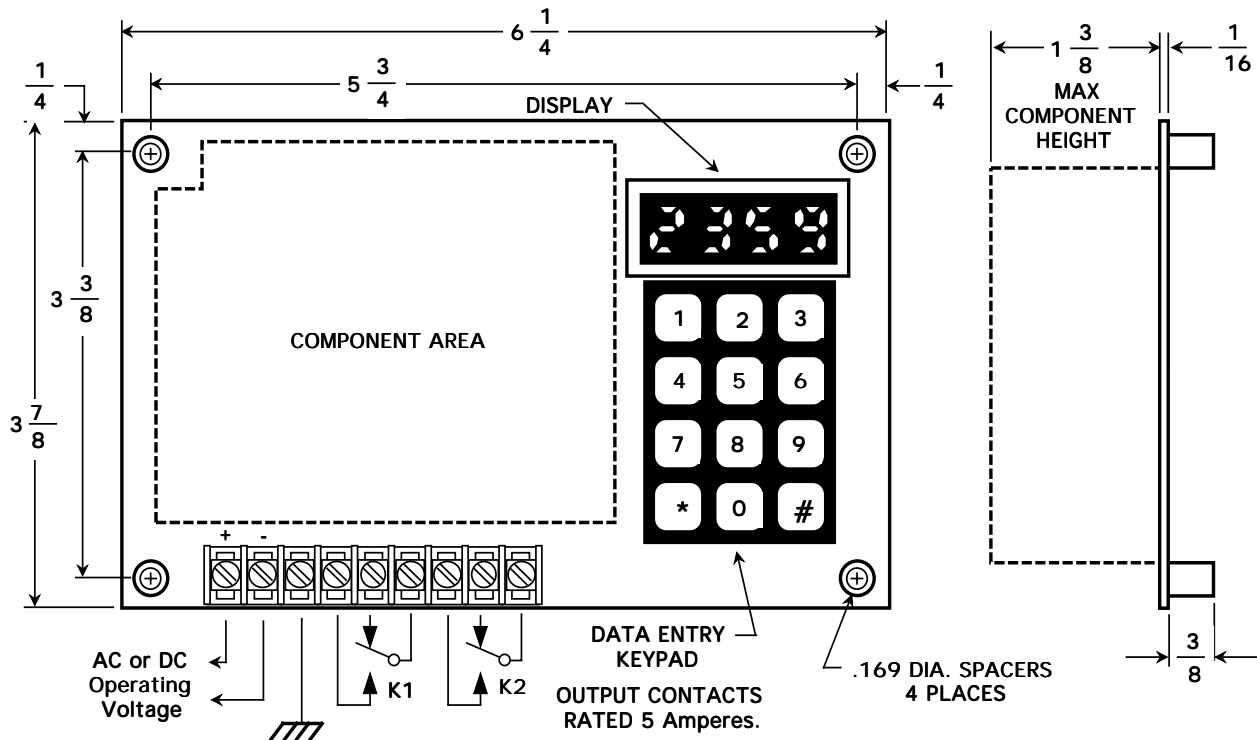 6 1/4
5 3/4
1/4
1/4
1 3/8
1/16
MAX
COMPONENT
HEIGHT
DISPLAY
2359
3 3/8
3 7/8
COMPONENT AREA
1 2 3
4 5 6
7 8 9
* 0 #
+ -
AC or DC
Operating
Voltage
K1
K2
DATA ENTRY
KEYPAD
OUTPUT CONTACTS
RATED 5 Amperes.
.169 DIA. SPACERS
4 PLACES
3/8